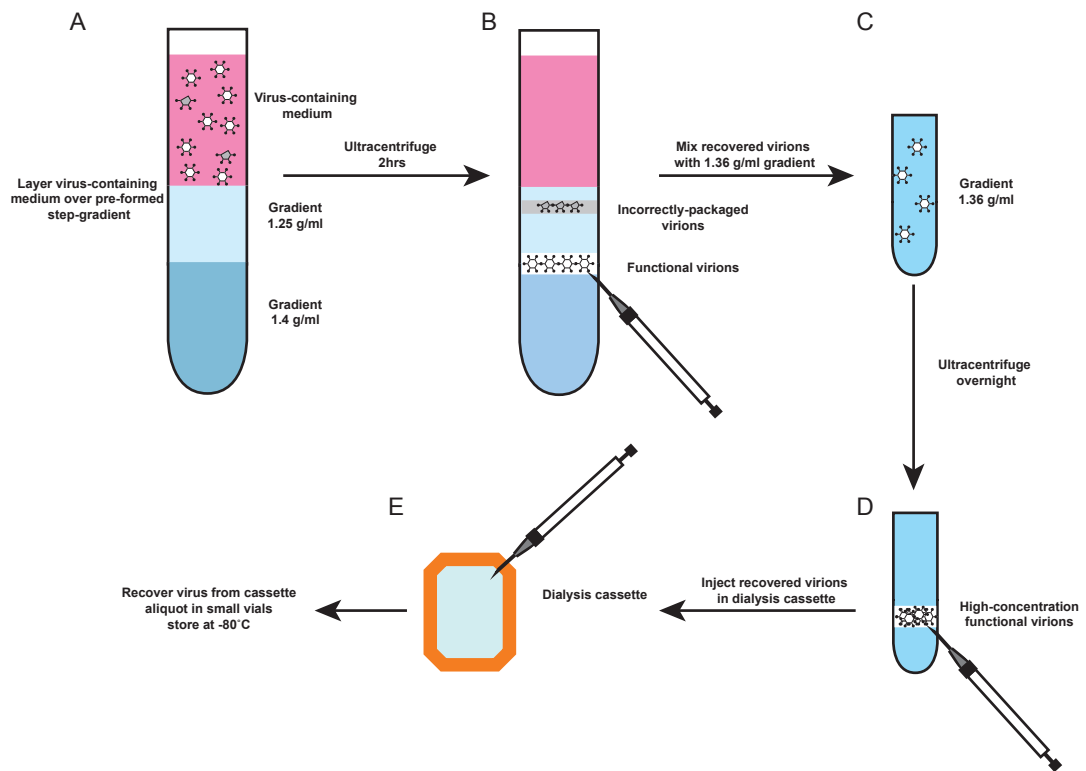 A
Virus-containing
medium
Layer virus-containing
medium over pre-formed
step-gradient
Gradient
1.25 g/ml
Gradient
1.4 g/ml
Ultracentrifuge
2hrs
B
Incorrectly-packaged
virions
Functional virions
Mix recovered virions
with 1.36 g/ml gradient
C
Gradient
1.36 g/ml
Ultracentrifuge
overnight
D
High-concentration
functional virions
Inject recovered virions
in dialysis cassette
E
Dialysis cassette
Recover virus from cassette
aliquot in small vials
store at -80˚C